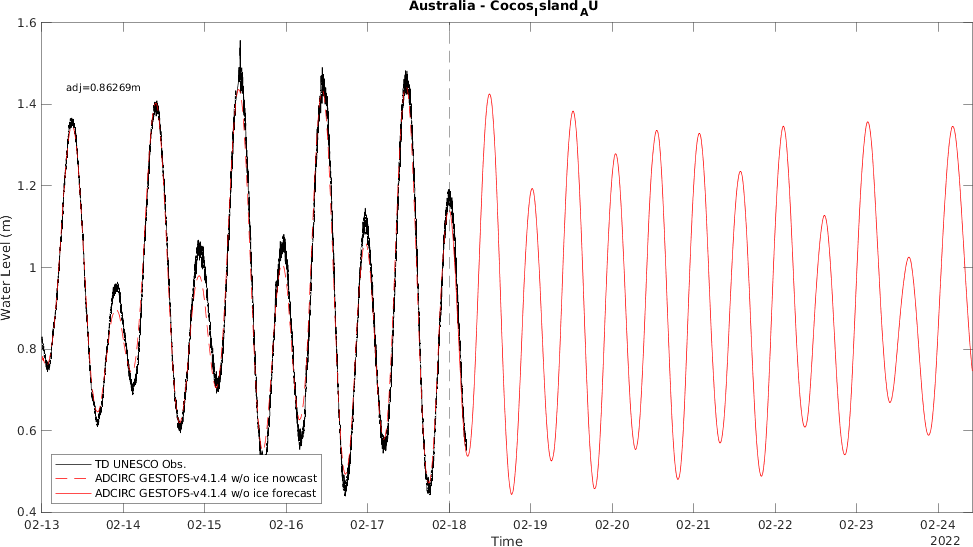 Australia - CocosIslandAU
1.6
adj=0.86269m
1.4
1.2
1
0.8
0.6
0.4
Water Level (m)
TD UNESCO Obs.
ADCIRC GESTOFS-v4.1.4 w/o ice nowcast
ADCIRC GESTOFS-v4.1.4 w/o ice forecast
02-13 02-14 02-15 02-16 02-17 02-18 02-19 02-20 02-21 02-22 02-23 02-24
Time
2022